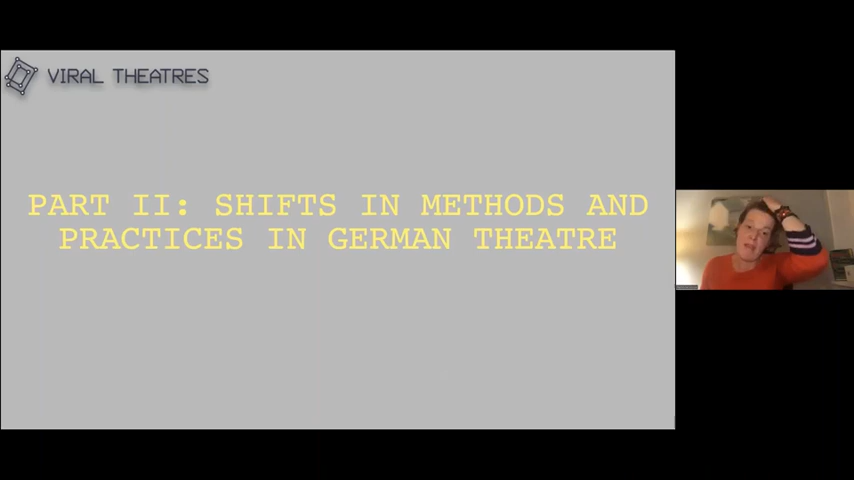 VIRAL THEATRES
PART II: SHIFTS IN METHODS AND
PRACTICES IN GERMAN THEATRE